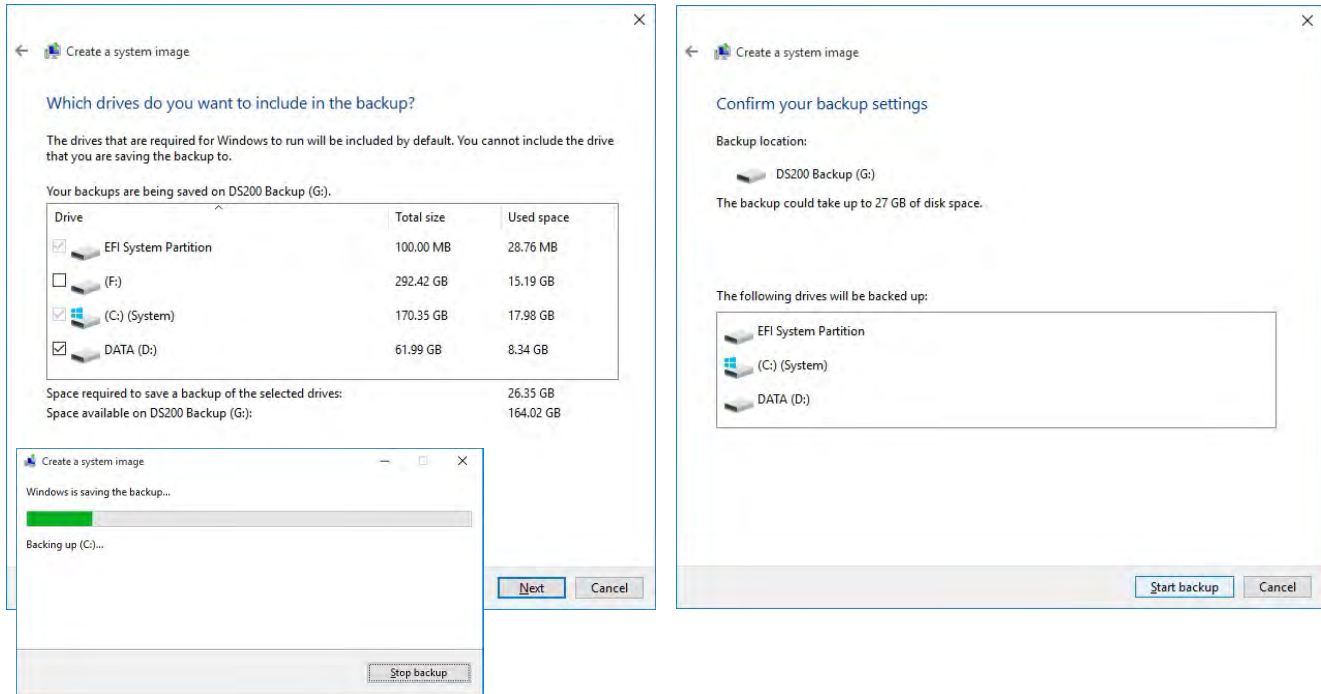 Create a system image
Which drives do you want to include in the backup?
The drives that are required for Windows to run will be included by default. You cannot include the drive
that you are saving the backup to.
Your backups are being saved on DS200 Backup (G:).
Drive Total size Used space
EFI System Partition 100.00 MB 28.76 MB
(F:) 292.42 GB 15.19 GB
(C:) (System) 170.35 GB 17.98 GB
DATA (D:) 61.99 GB 8.34 GB
Space required to save a backup of the selected drives: 26.35 GB
Space available on DS200 Backup (G:): 164.02 GB
Next Cancel
Create a system image
Windows is saving the backup...
Backing up (C:)...
Stop backup
Create a system image
Confirm your backup settings
Backup location:
DS200 Backup (G:)
The backup could take up to 27 GB of disk space.
The following drives will be backed up:
EFI System Partition
(C:) (System)
DATA (D:)
Start backup Cancel